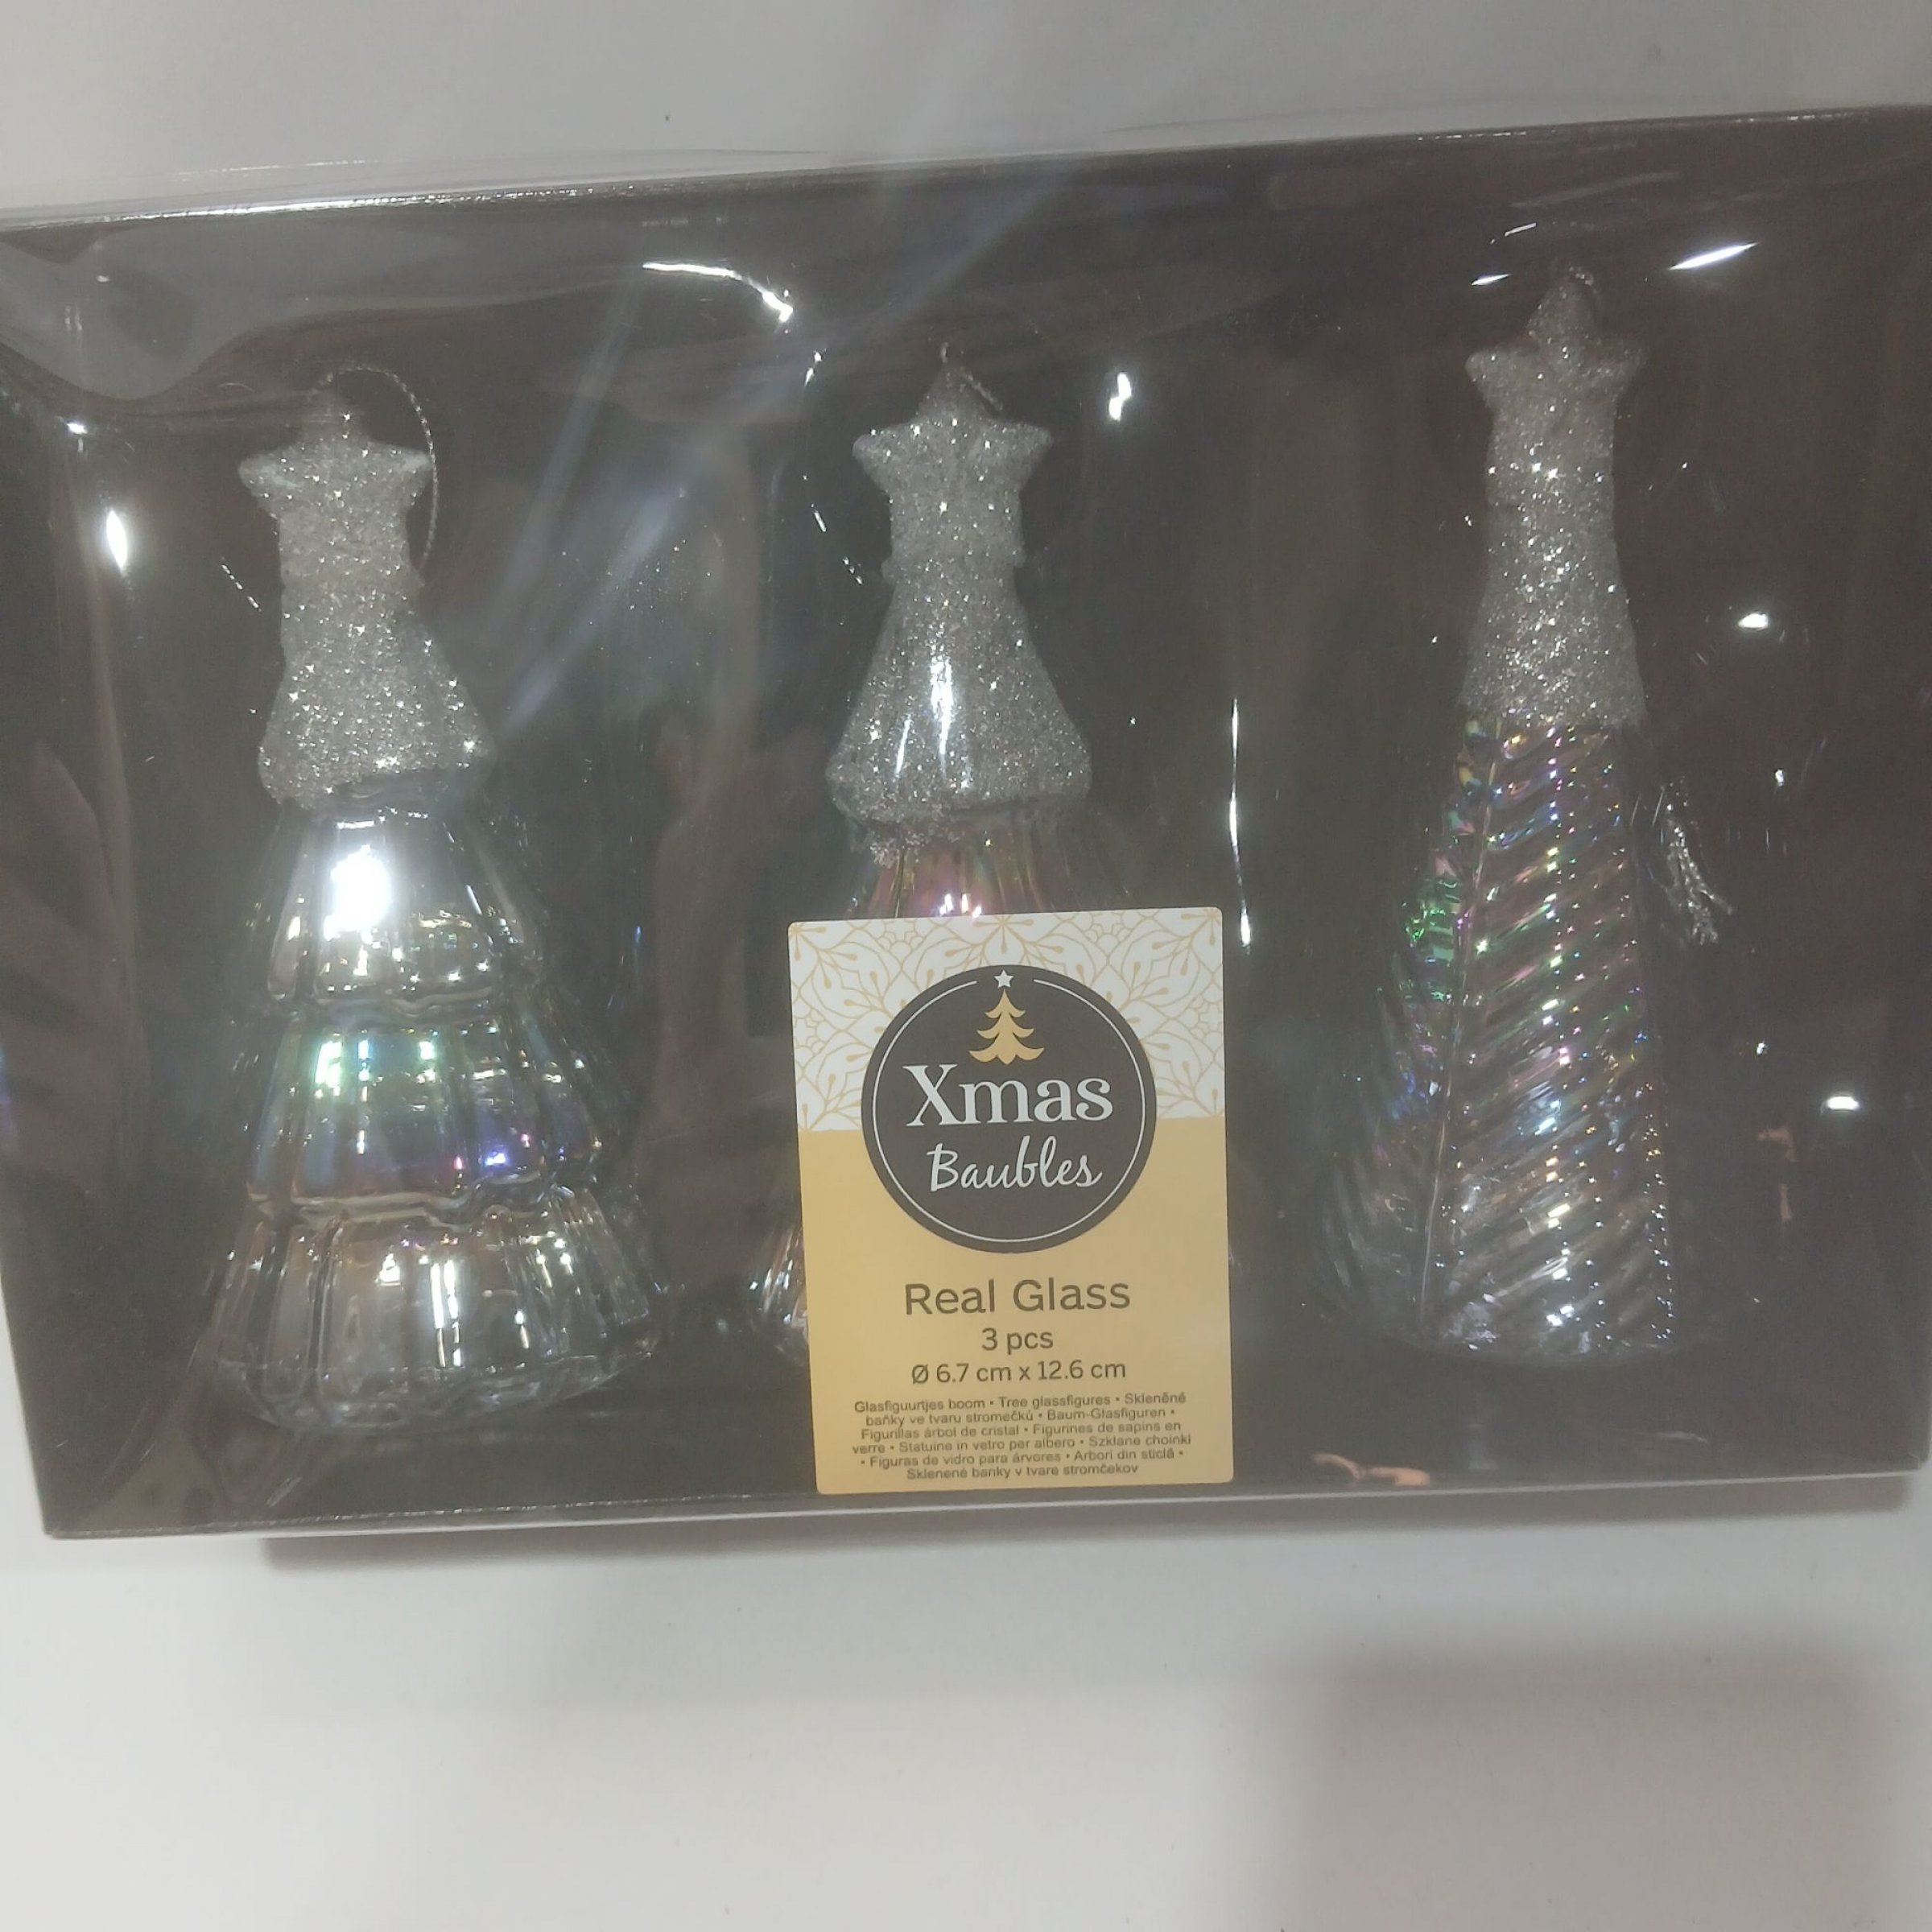 Xmas
Baubles
Real Glass
3 pcs
Ø 6.7 cm x 12.6 cm
Glasfiguurtjes boom • Tree glassfigures • Skleněné
baňky ve tvaru stromečků • Baum-Glasfiguren •
Figurillas árbol de cristal • Figurines de sapins en
verre • Statuine in vetro per albero • Szklane choinki
• Figuras de vidro para árvores • Arbori din sticlă •
Sklenené banky v tvare stromčekov